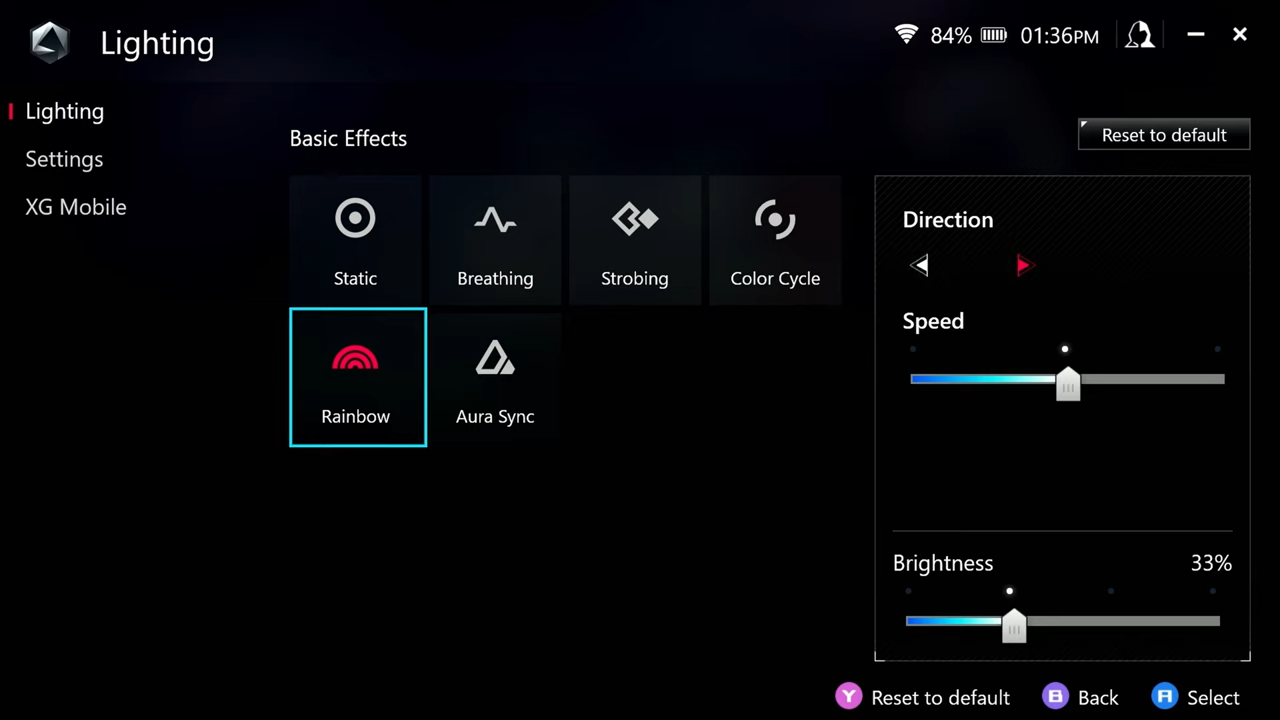 Lighting
84%
01:36PM
Lighting
Settings
XG Mobile
Basic Effects
Reset to default
Static
Breathing
Strobing
Color Cycle
Rainbow
Aura Sync
Direction
Speed
Brightness 33%
Y Reset to default
B Back
A Select